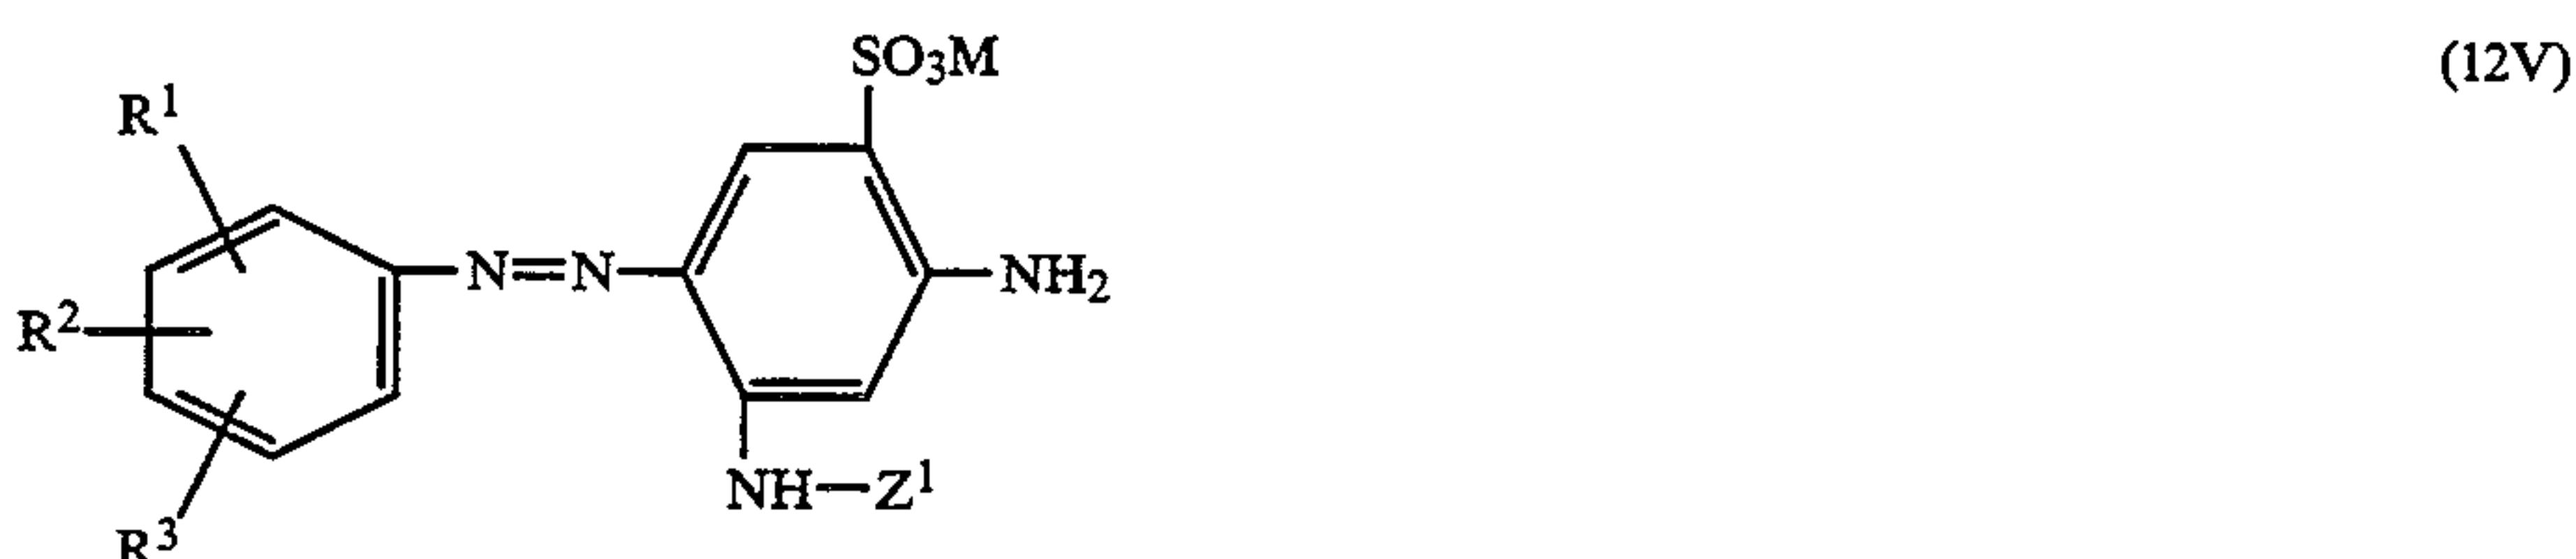 SO3M (12V)
R1
R2 N=N NH2
NH—Z1
R3